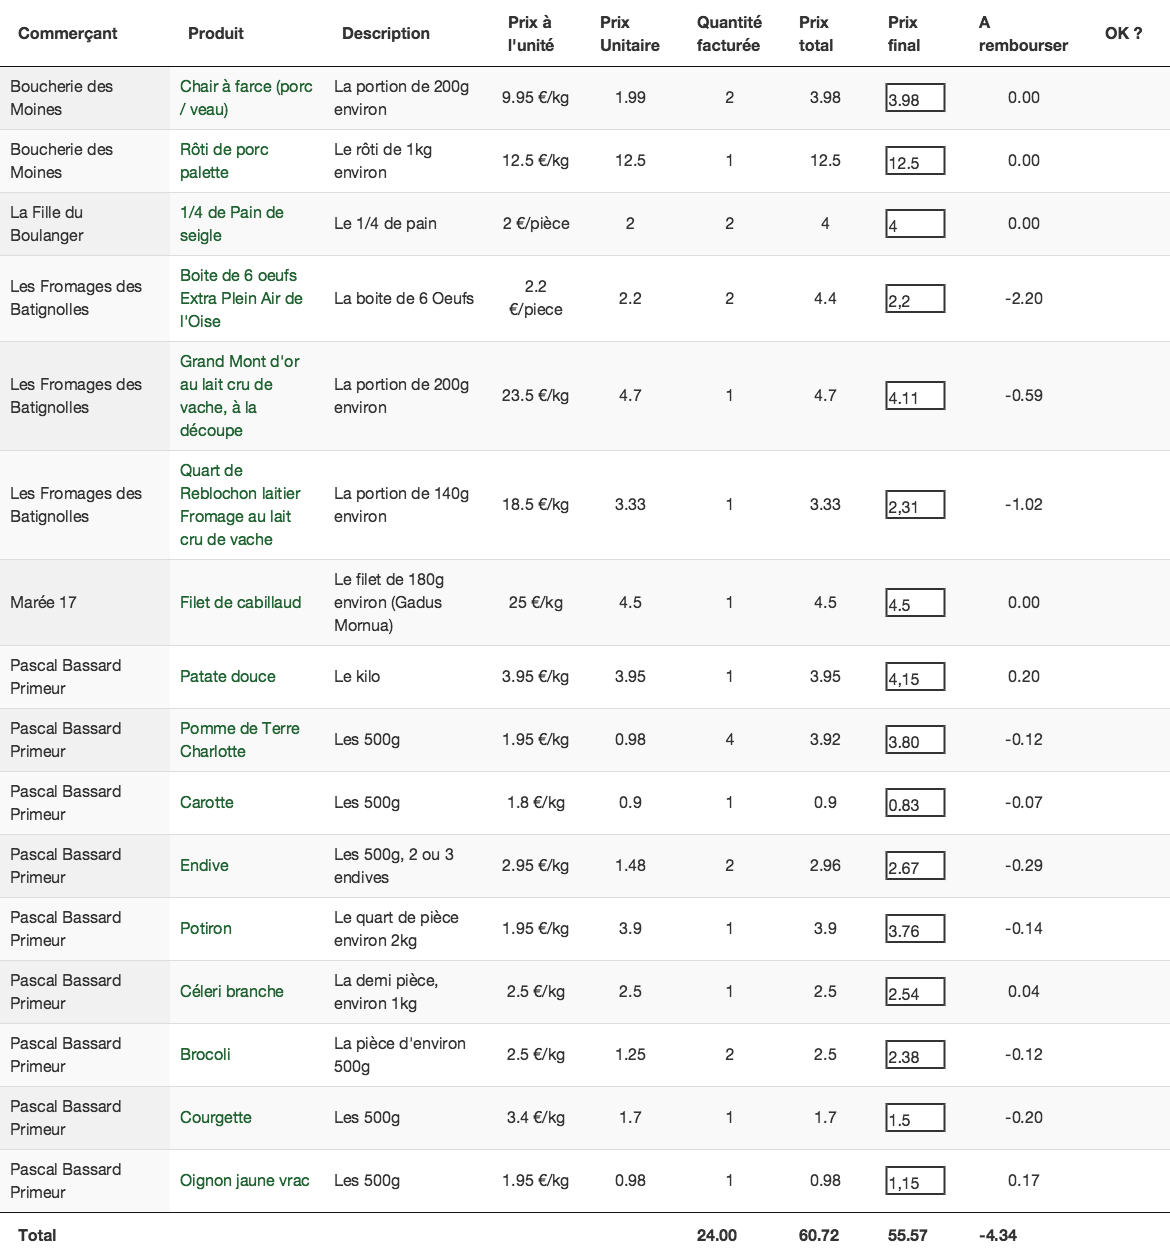 Commerçant Produit Description Prix à l'unité Prix Unitaire Quantité facturée Prix total Prix final A rembourser OK ?
Boucherie des Moines Chair à farce (porc / veau) La portion de 200g environ 9.95 €/kg 1.99 2 3.98 3.98 0.00
Boucherie des Moines Rôti de porc palette Le rôti de 1kg environ 12.5 €/kg 12.5 1 12.5 12.5 0.00
La Fille du Boulanger 1/4 de Pain de seigle Le 1/4 de pain 2 €/pièce 2 2 4 4 0.00
Les Fromages des Batignolles Boite de 6 oeufs Extra Plein Air de l'Oise La boite de 6 Oeufs 2.2 €/piece 2.2 2 4.4 2,2 -2.20
Les Fromages des Batignolles Grand Mont d'or au lait cru de vache, à la découpe La portion de 200g environ 23.5 €/kg 4.7 1 4.7 4.11 -0.59
Les Fromages des Batignolles Quart de Reblochon laitier Fromage au lait cru de vache La portion de 140g environ 18.5 €/kg 3.33 1 3.33 2,31 -1.02
Marée 17 Filet de cabillaud Le filet de 180g environ (Gadus Mornua) 25 €/kg 4.5 1 4.5 4.5 0.00
Pascal Bassard Primeur Patate douce Le kilo 3.95 €/kg 3.95 1 3.95 4,15 0.20
Pascal Bassard Primeur Pomme de Terre Charlotte Les 500g 1.95 €/kg 0.98 4 3.92 3.80 -0.12
Pascal Bassard Primeur Carotte Les 500g 1.8 €/kg 0.9 1 0.9 0.83 -0.07
Pascal Bassard Primeur Endive Les 500g, 2 ou 3 endives 2.95 €/kg 1.48 2 2.96 2.67 -0.29
Pascal Bassard Primeur Potiron Le quart de pièce environ 2kg 1.95 €/kg 3.9 1 3.9 3.76 -0.14
Pascal Bassard Primeur Céleri branche La demi pièce, environ 1kg 2.5 €/kg 2.5 1 2.5 2.54 0.04
Pascal Bassard Primeur Brocoli La pièce d'environ 500g 2.5 €/kg 1.25 2 2.5 2.38 -0.12
Pascal Bassard Primeur Courgette Les 500g 3.4 €/kg 1.7 1 1.7 1.5 -0.20
Pascal Bassard Primeur Oignon jaune vrac Les 500g 1.95 €/kg 0.98 1 0.98 1,15 0.17
Total 24.00 60.72 55.57 -4.34